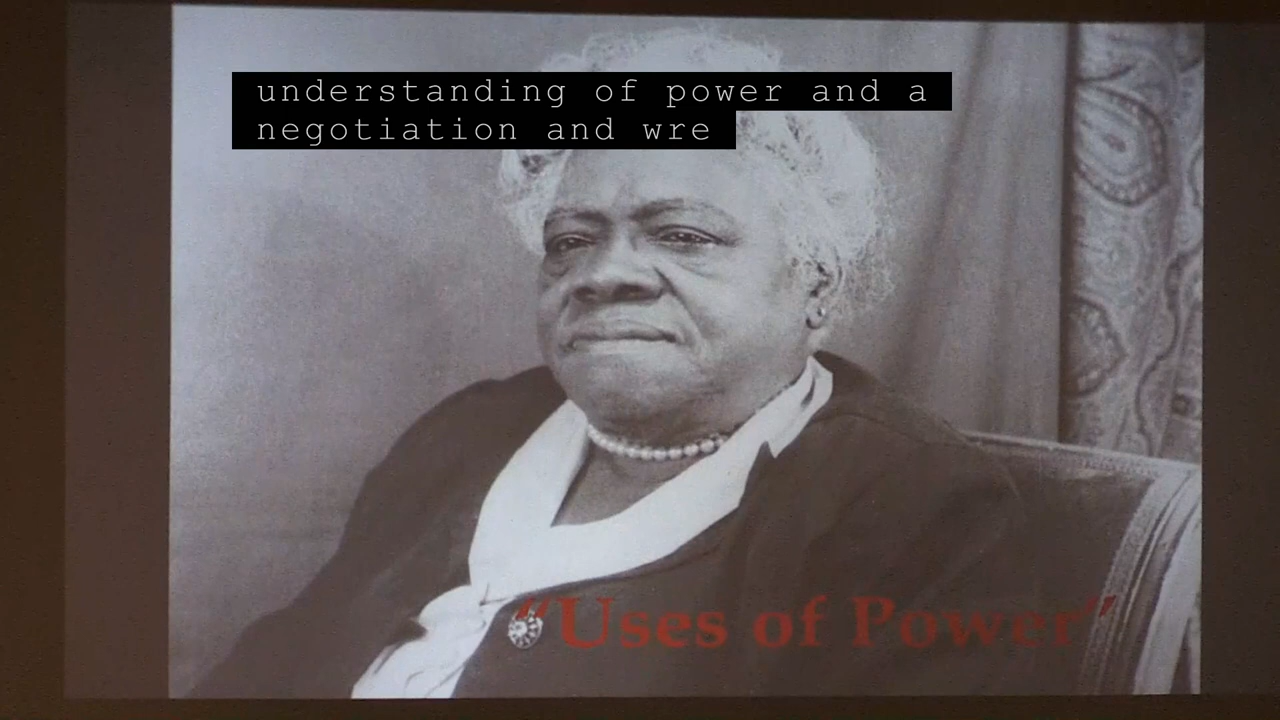 understanding of power and a
negotiation and wre
“Uses of Power”